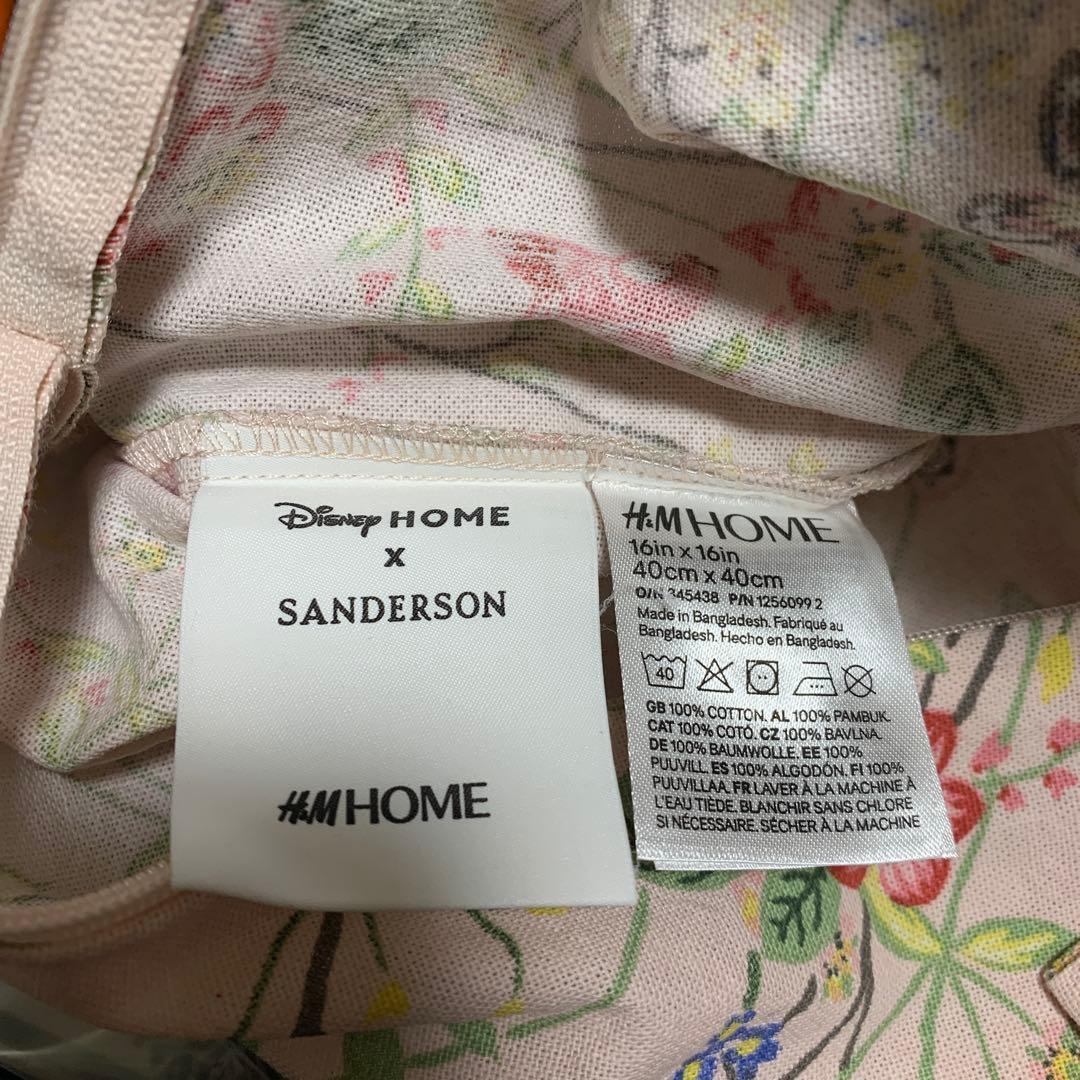 Disney HOME
X
SANDERSON
H&M HOME
H&M HOME
16in x 16in
40cm x 40cm
O/N 345438 P/N 1256099 2
Made in Bangladesh. Fabriqué au
Bangladesh. Hecho en Bangladesh.
40
GB 100% COTTON. AL 100% PAMBUK.
CAT 100% COTÓ. CZ 100% BAVLNA.
DE 100% BAUMWOLLE. EE 100%
PUUVILL. ES 100% ALGODÓN. FI 100%
PUUVILLAA. FR LAVER À LA MACHINE À
L'EAU TIÈDE. BLANCHIR SANS CHLORE
SI NÉCESSAIRE. SÉCHER À LA MACHINE